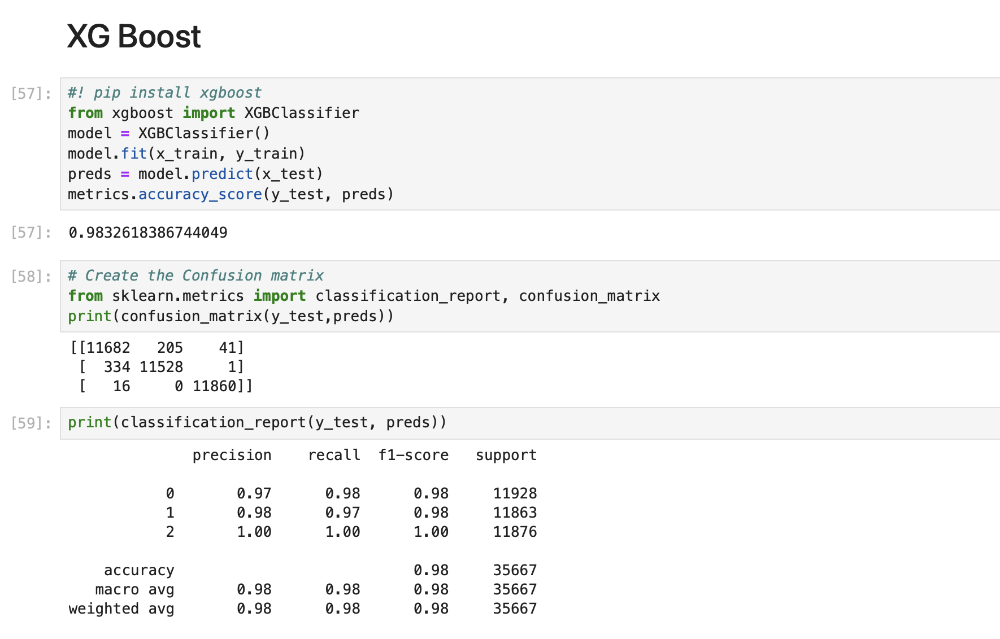 XG Boost
[57]: #! pip install xgboost
from xgboost import XGBClassifier
model = XGBClassifier()
model.fit(x_train, y_train)
preds = model.predict(x_test)
metrics.accuracy_score(y_test, preds)
[57]: 0.9832618386744049
[58]: # Create the Confusion matrix
from sklearn.metrics import classification_report, confusion_matrix
print(confusion_matrix(y_test,preds))
[[11682   205    41]
 [  334 11528     1]
 [   16     0 11860]]
[59]: print(classification_report(y_test, preds))
              precision    recall  f1-score   support
           0       0.97      0.98      0.98     11928
           1       0.98      0.97      0.98     11863
           2       1.00      1.00      1.00     11876
    accuracy                           0.98     35667
   macro avg       0.98      0.98      0.98     35667
weighted avg       0.98      0.98      0.98     35667